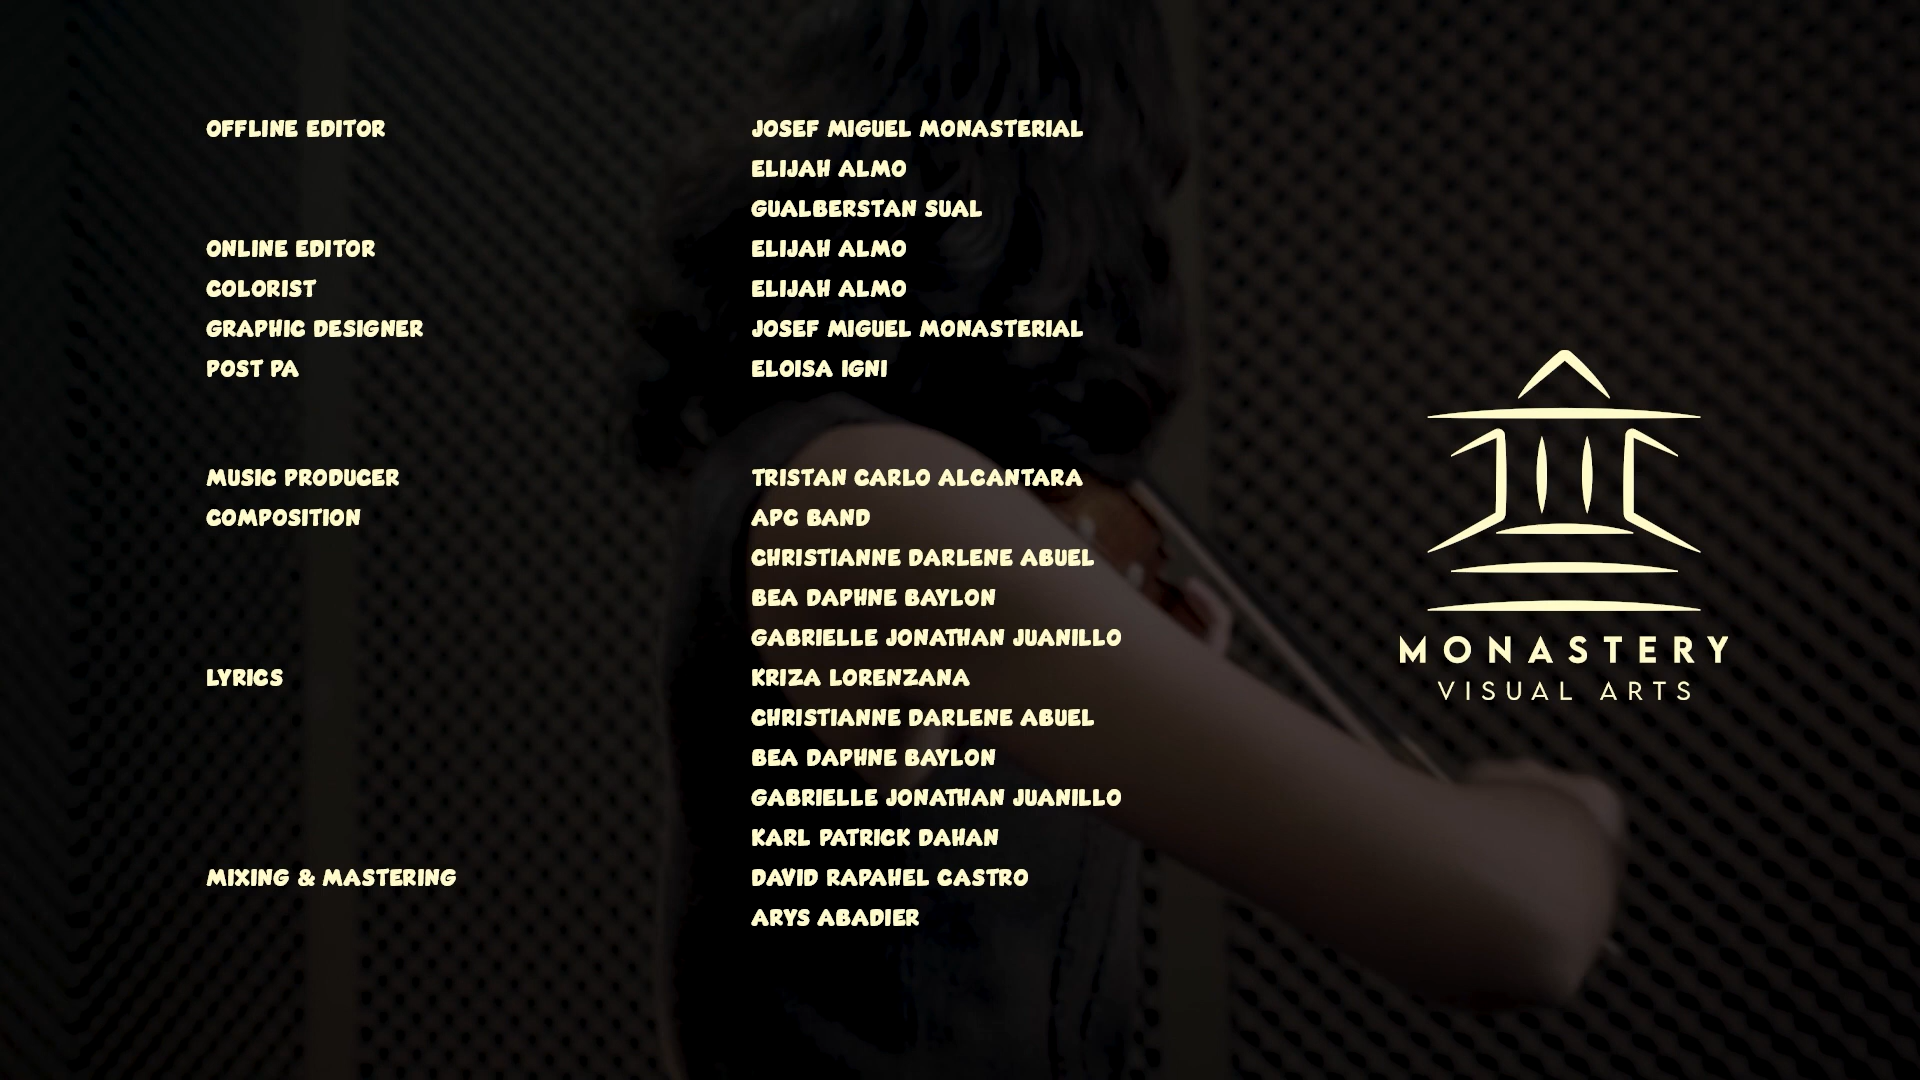 OFFLINE EDITOR JOSEF MIGUEL MONASTERIAL
ELIJAH ALMO
GUALBERSTAN SUAL
ONLINE EDITOR ELIJAH ALMO
COLORIST ELIJAH ALMO
GRAPHIC DESIGNER JOSEF MIGUEL MONASTERIAL
POST PA ELOISA IGNI
MUSIC PRODUCER TRISTAN CARLO ALCANTARA
COMPOSITION APC BAND
CHRISTIANNE DARLENE ABUEL
BEA DAPHNE BAYLON
GABRIELLE JONATHAN JUANILLO
LYRICS KRIZA LORENZANA
CHRISTIANNE DARLENE ABUEL
BEA DAPHNE BAYLON
GABRIELLE JONATHAN JUANILLO
KARL PATRICK DAHAN
MIXING & MASTERING DAVID RAPAHEL CASTRO
ARYS ABADIER
MONASTERY
VISUAL ARTS